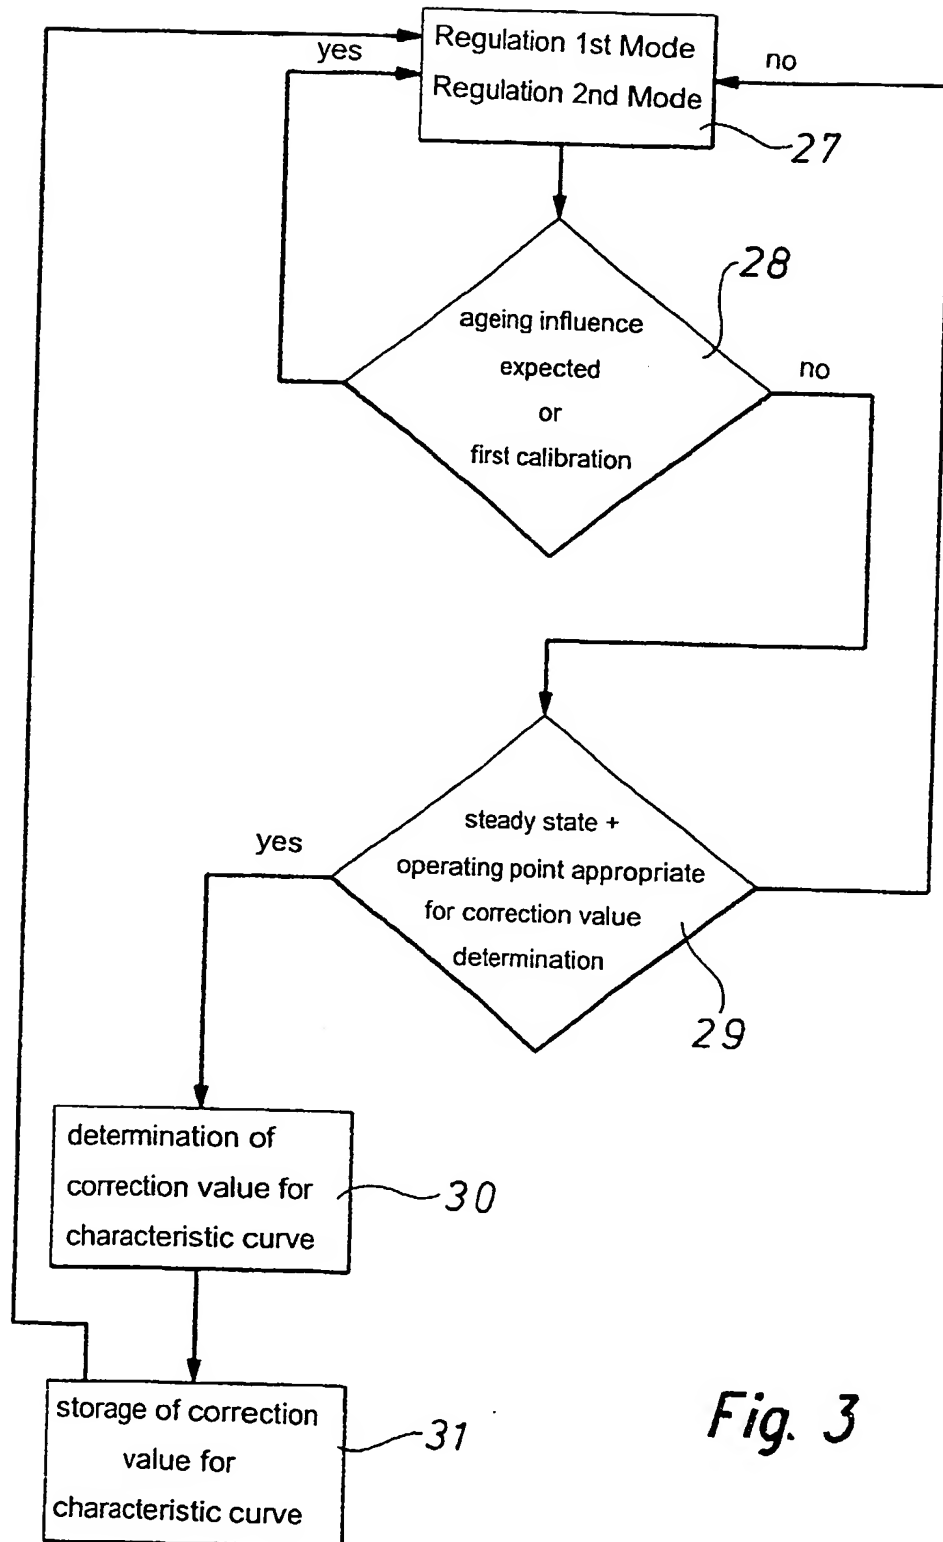 Regulation 1st Mode
Regulation 2nd Mode
yes
no
27
28
ageing influence
expected
or
first calibration
no
steady state +
operating point appropriate
for correction value
determination
yes
29
determination of
correction value for
characteristic curve
30
storage of correction
value for
characteristic curve
31
Fig. 3